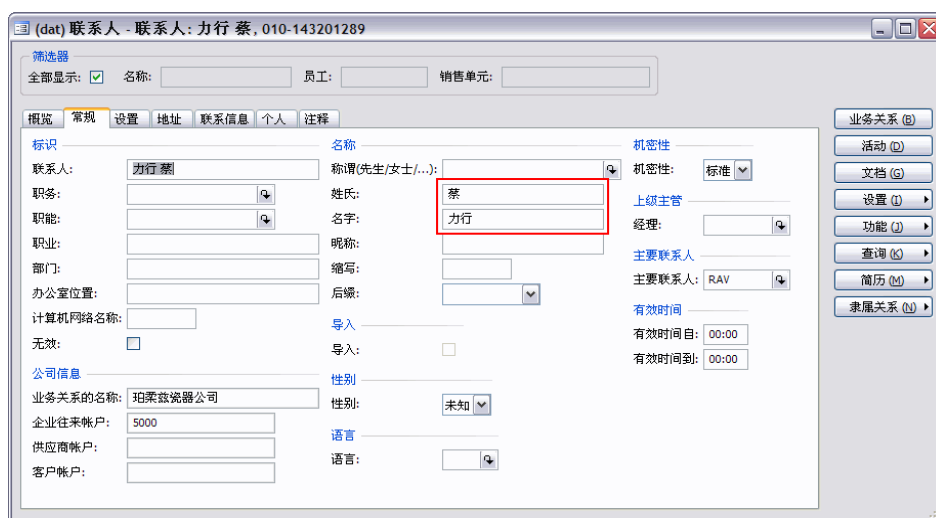 (dat) 联系人 - 联系人: 力行 蔡, 010-143201289
筛选器
全部显示: 名称: 员工: 销售单元:
概览 常规 设置 地址 联系信息 个人 注释
标识
联系人: 力行 蔡
职务:
职能:
职业:
部门:
办公室位置:
计算机网络名称:
无效:
公司信息
业务关系的名称: 珀柔兹瓷器公司
企业往来帐户: 5000
供应商帐户:
客户帐户:
名称
称谓(先生/女士/...):
姓氏: 蔡
名字: 力行
昵称:
缩写:
后缀:
导入
导入:
性别
性别: 未知
语言
语言:
机密性
机密性: 标准
上级主管
经理:
主要联系人
主要联系人: RAV
有效时间
有效时间自: 00:00
有效时间到: 00:00
业务关系 (B)
活动 (D)
文档 (G)
设置 (I)
功能 (J)
查询 (K)
简历 (M)
隶属关系 (N)